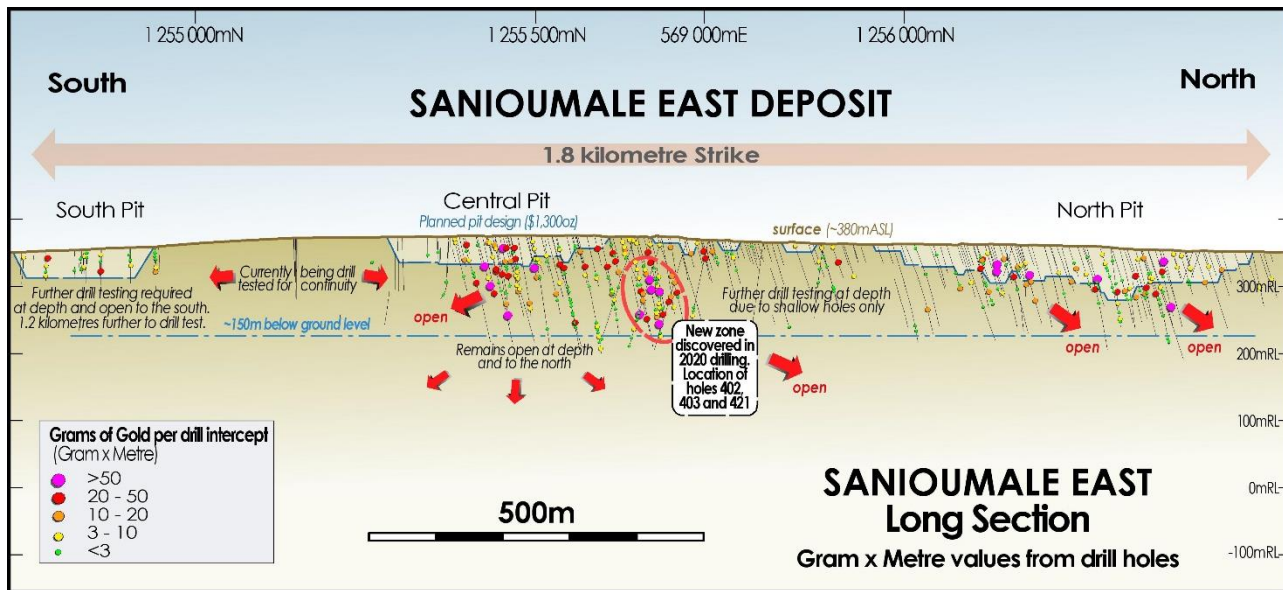 1 255 000mN
1 255 500mN
569 000mE
1 256 000mN
South
North
SANIOUMALE EAST DEPOSIT
1.8 kilometre Strike
South Pit
Central Pit
North Pit
Planned pit design ($1,300oz)
surface (~380mASL)
Currently being drill
tested for continuity
Further drill testing required
at depth and open to the south.
1.2 kilometres further to drill test.
open
~150m below ground level
Remains open at depth
and to the north
New zone
discovered in
2020 drilling.
Location of
holes 402,
403 and 421
Further drill testing at depth
due to shallow holes only
open
open
open
300mRL
200mRL
100mRL
0mRL
-100mRL
Grams of Gold per drill intercept
(Gram x Metre)
>50
20 - 50
10 - 20
3 - 10
<3
500m
SANIOUMALE EAST
Long Section
Gram x Metre values from drill holes